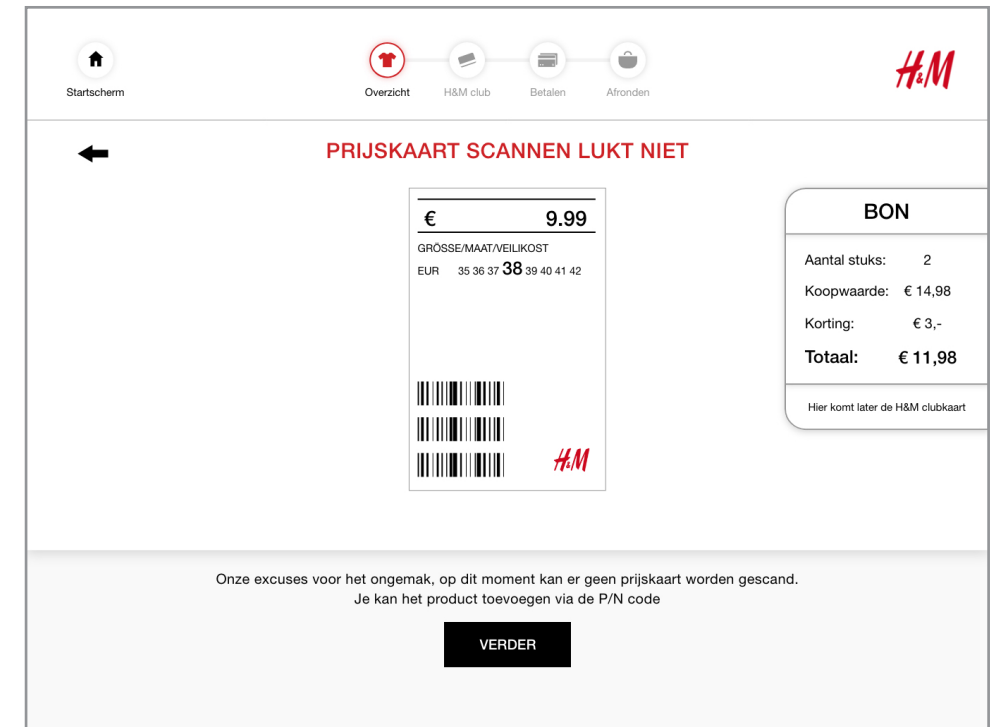 Startscherm
Overzicht
H&M club
Betalen
Afronden
H&M
PRIJSKAART SCANNEN LUKT NIET
€ 9.99
GRÖSSE/MAAT/VEILIKOST
EUR 35 36 37 38 39 40 41 42
H&M
BON
Aantal stuks: 2
Koopwaarde: € 14,98
Korting: € 3,-
Totaal: € 11,98
Hier komt later de H&M clubkaart
Onze excuses voor het ongemak, op dit moment kan er geen prijskaart worden gescand.
Je kan het product toevoegen via de P/N code
VERDER